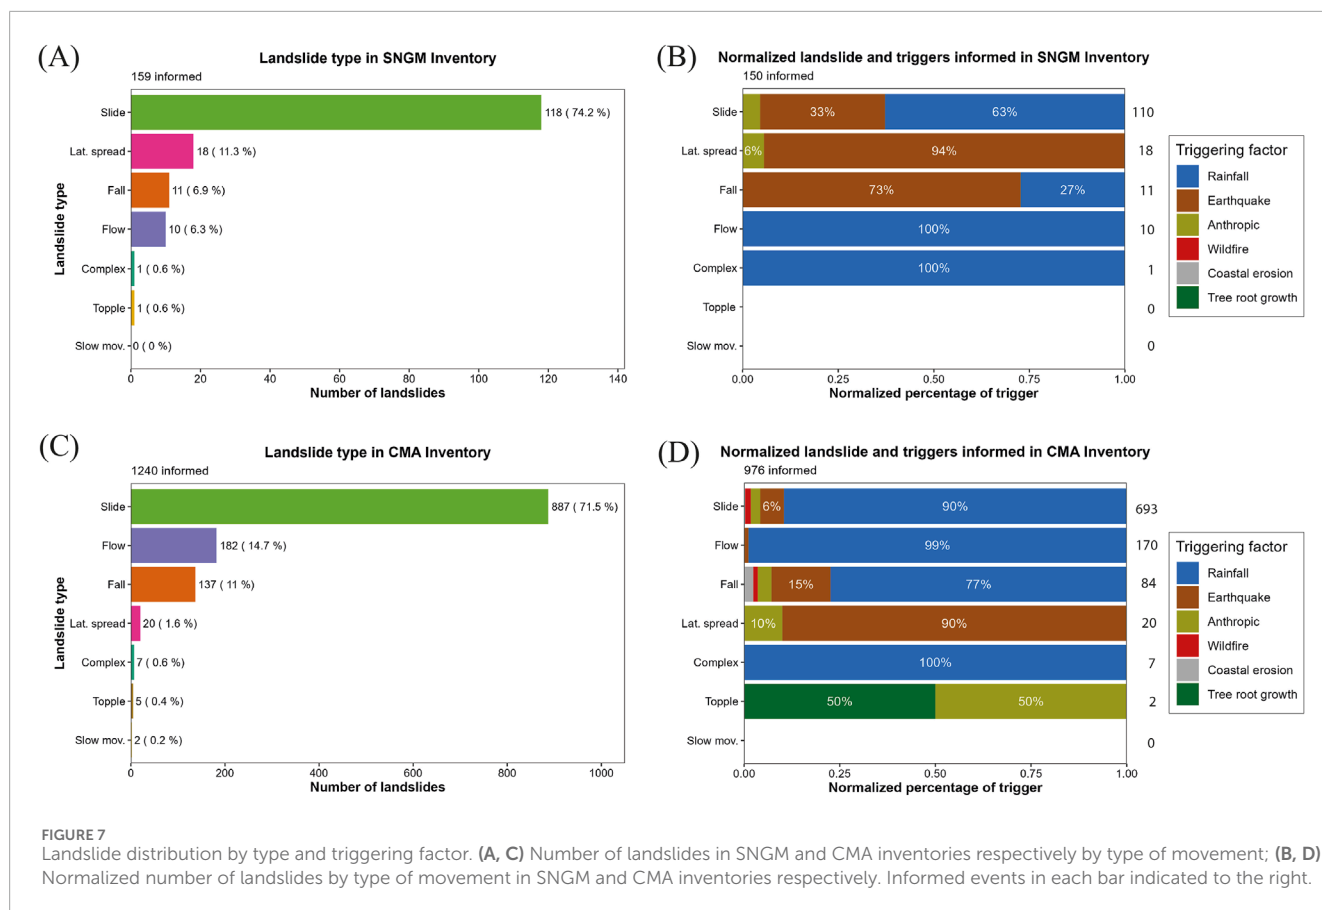 (A)
Landslide type in SNGM Inventory
159 informed
Landslide type
Slide
118 ( 74.2 %)
Lat. spread
18 ( 11.3 %)
Fall
11 ( 6.9 %)
Flow
10 ( 6.3 %)
Complex
1 ( 0.6 %)
Topple
1 ( 0.6 %)
Slow mov.
0 ( 0 %)
0 20 40 60 80 100 120 140
Number of landslides
(B)
Normalized landslide and triggers informed in SNGM Inventory
150 informed
Slide 33% 63% 110
Lat. spread 6% 94% 18
Fall 73% 27% 11
Flow 100% 10
Complex 100% 1
Topple 0
Slow mov. 0
0.00 0.25 0.50 0.75 1.00
Normalized percentage of trigger
Triggering factor
Rainfall
Earthquake
Anthropic
Wildfire
Coastal erosion
Tree root growth
(C)
Landslide type in CMA Inventory
1240 informed
Landslide type
Slide
887 ( 71.5 %)
Flow
182 ( 14.7 %)
Fall
137 ( 11 %)
Lat. spread
20 ( 1.6 %)
Complex
7 ( 0.6 %)
Topple
5 ( 0.4 %)
Slow mov.
2 ( 0.2 %)
0 200 400 600 800 1000
Number of landslides
(D)
Normalized landslide and triggers informed in CMA Inventory
976 informed
Slide 6% 90% 693
Flow 99% 170
Fall 15% 77% 84
Lat. spread 10% 90% 20
Complex 100% 7
Topple 50% 50% 2
Slow mov. 0
0.00 0.25 0.50 0.75 1.00
Normalized percentage of trigger
Triggering factor
Rainfall
Earthquake
Anthropic
Wildfire
Coastal erosion
Tree root growth
FIGURE 7
Landslide distribution by type and triggering factor. (A, C) Number of landslides in SNGM and CMA inventories respectively by type of movement; (B, D)
Normalized number of landslides by type of movement in SNGM and CMA inventories respectively. Informed events in each bar indicated to the right.